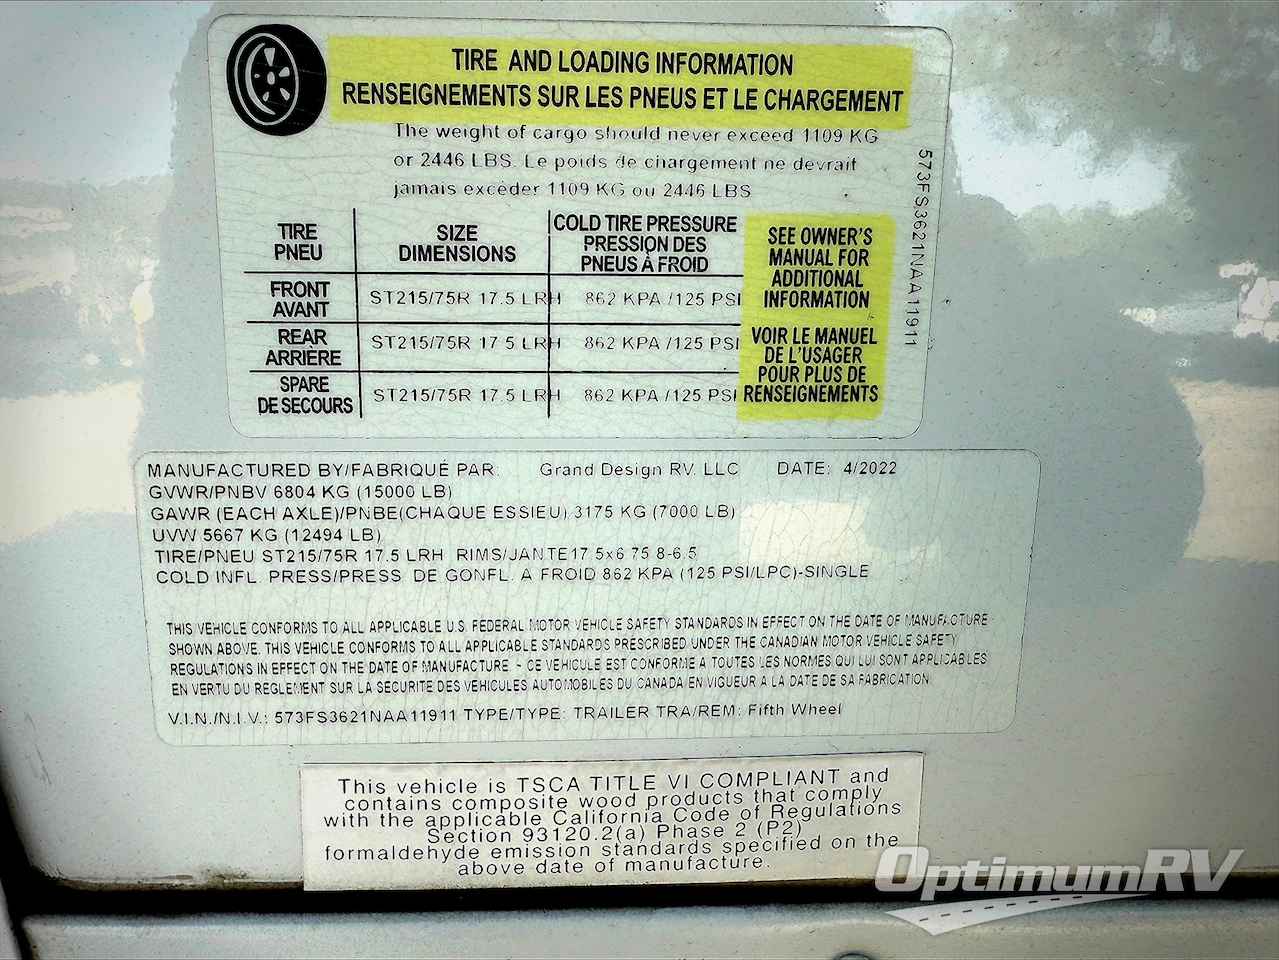 TIRE AND LOADING INFORMATION
RENSEIGNEMENTS SUR LES PNEUS ET LE CHARGEMENT
The weight of cargo should never exceed 1109 KG
or 2446 LBS. Le poids de chargement ne devrait
jamais excéder 1109 KG ou 2446 LBS
TIRE
PNEU
SIZE
DIMENSIONS
COLD TIRE PRESSURE
PRESSION DES
PNEUS À FROID
FRONT
AVANT
ST215/75R 17.5 LRH
862 KPA /125 PSI
REAR
ARRIÈRE
ST215/75R 17.5 LRH
862 KPA /125 PSI
SPARE
DE SECOURS
ST215/75R 17.5 LRH
862 KPA /125 PSI
SEE OWNER'S
MANUAL FOR
ADDITIONAL
INFORMATION
VOIR LE MANUEL
DE L'USAGER
POUR PLUS DE
RENSEIGNEMENTS
573FS3621NAA11911
MANUFACTURED BY/FABRIQUÉ PAR: Grand Design RV. LLC DATE: 4/2022
GVWR/PNBV 6804 KG (15000 LB)
GAWR (EACH AXLE)/PNBE(CHAQUE ESSIEU) 3175 KG (7000 LB)
UVW 5667 KG (12494 LB)
TIRE/PNEU ST215/75R 17.5 LRH RIMS/JANTE17.5x6.75 8-6.5
COLD INFL. PRESS/PRESS. DE GONFL. A FROID 862 KPA (125 PSI/LPC)-SINGLE
THIS VEHICLE CONFORMS TO ALL APPLICABLE U.S. FEDERAL MOTOR VEHICLE SAFETY STANDARDS IN EFFECT ON THE DATE OF MANUFACTURE
SHOWN ABOVE. THIS VEHICLE CONFORMS TO ALL APPLICABLE STANDARDS PRESCRIBED UNDER THE CANADIAN MOTOR VEHICLE SAFETY
REGULATIONS IN EFFECT ON THE DATE OF MANUFACTURE. - CE VEHICULE EST CONFORME A TOUTES LES NORMES QUI LUI SONT APPLICABLES
EN VERTU DU REGLEMENT SUR LA SECURITE DES VEHICULES AUTOMOBILES DU CANADA EN VIGUEUR A LA DATE DE SA FABRICATION.
V.I.N./N.I.V.: 573FS3621NAA11911 TYPE/TYPE: TRAILER TRA/REM: Fifth Wheel
This vehicle is TSCA TITLE VI COMPLIANT and
contains composite wood products that comply
with the applicable California Code of Regulations
Section 93120.2(a) Phase 2 (P2)
formaldehyde emission standards specified on the
above date of manufacture.
OptimumRV